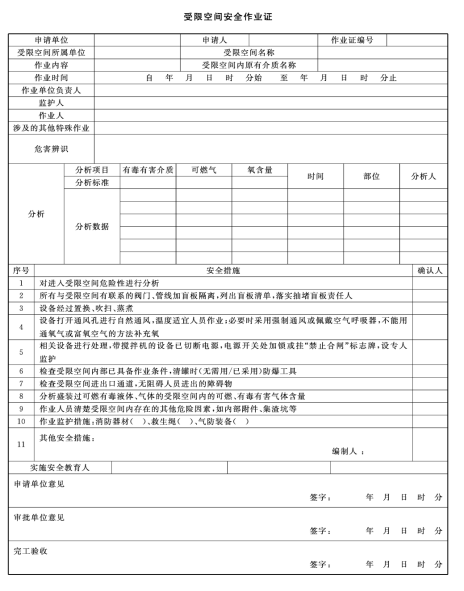 受限空间安全作业证
申请单位 申请人 作业证编号
受限空间所属单位 受限空间名称
作业内容 受限空间内原有介质名称
作业时间 自 年 月 日 时 分始 至 年 月 日 时 分止
作业单位负责人
监护人
作业人
涉及的其他特殊作业
危害辨识
分析 分析项目 有毒有害介质 可燃气 氧含量 时间 部位 分析人
分析标准
分析数据
序号 安全措施 确认人
1 对进入受限空间危险性进行分析
2 所有与受限空间有联系的阀门、管线加盲板隔离,列出盲板清单,落实抽堵盲板责任人
3 设备经过置换、吹扫、蒸煮
4 设备打开通风孔进行自然通风,温度适宜人员作业;必要时采用强制通风或佩戴空气呼吸器,不能用
通氧气或富氧空气的方法补充氧
5 相关设备进行处理,带搅拌机的设备已切断电源,电源开关处加锁或挂“禁止合闸”标志牌,设专人
监护
6 检查受限空间内部已具备作业条件,清罐时(无需用/已采用)防爆工具
7 检查受限空间进出口通道,无阻碍人员进出的障碍物
8 分析盛装过可燃有毒液体、气体的受限空间内的可燃、有毒有害气体含量
9 作业人员清楚受限空间内存在的其他危险因素,如内部附件、集渣坑等
10 作业监护措施:消防器材( )、救生绳( )、气防装备( )
11 其他安全措施:
编制人:
实施安全教育人
申请单位意见
签字: 年 月 日 时 分
审批单位意见
签字: 年 月 日 时 分
完工验收
签字: 年 月 日 时 分